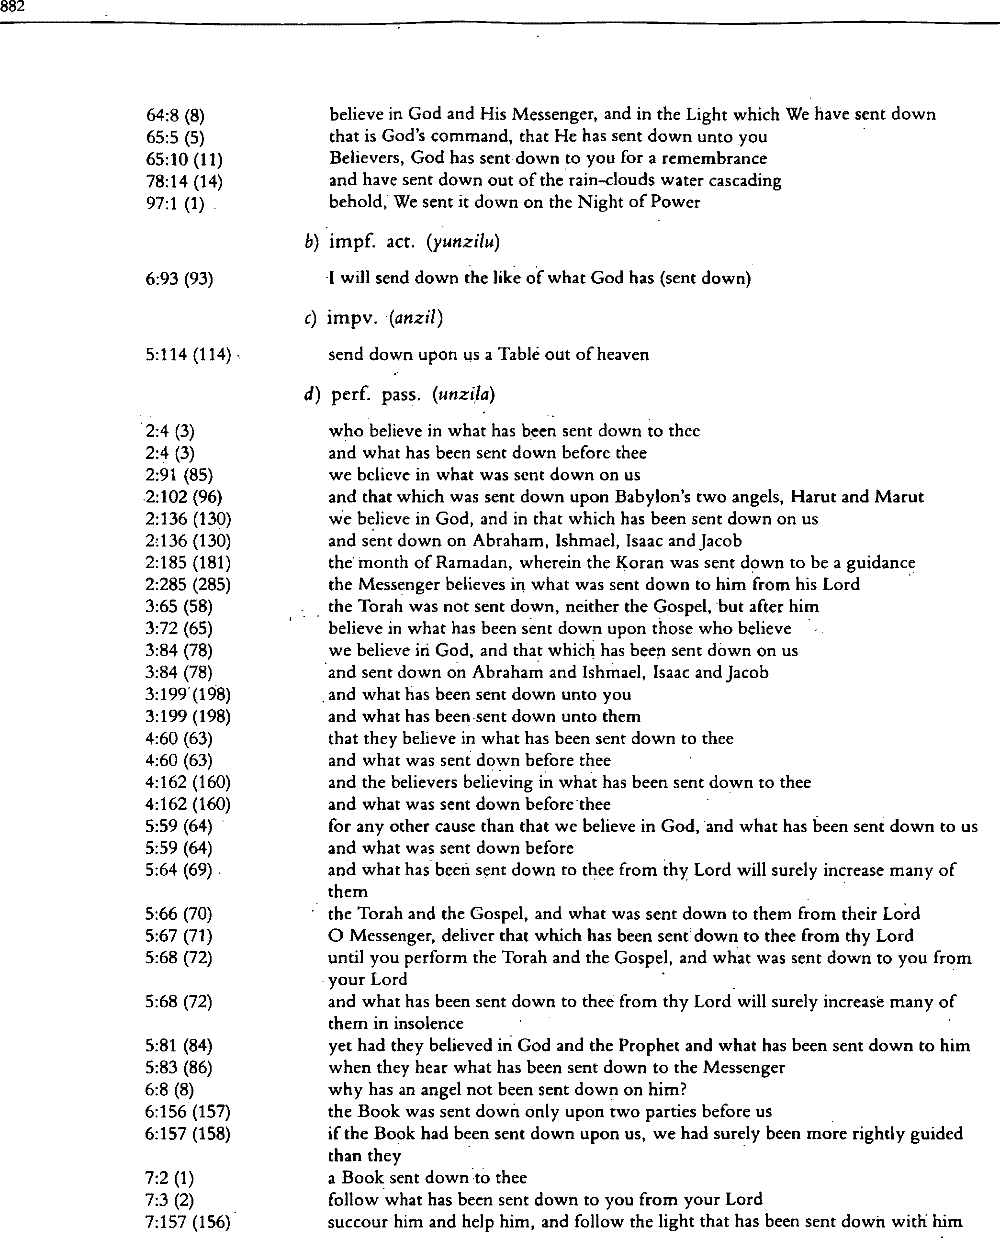 882
64:8 (8) believe in God and His Messenger, and in the Light which We have sent down
65:5 (5) that is God's command, that He has sent down unto you
65:10 (11) Believers, God has sent down to you for a remembrance
78:14 (14) and have sent down out of the rain-clouds water cascading
97:1 (1) behold, We sent it down on the Night of Power
b) impf. act. (yunzilu)
6:93 (93) I will send down the like of what God has (sent down)
c) impv. (anzil)
5:114 (114) send down upon us a Table out of heaven
d) perf. pass. (unzila)
2:4 (3) who believe in what has been sent down to thee
2:4 (3) and what has been sent down before thee
2:91 (85) we believe in what was sent down on us
2:102 (96) and that which was sent down upon Babylon's two angels, Harut and Marut
2:136 (130) we believe in God, and in that which has been sent down on us
2:136 (130) and sent down on Abraham, Ishmael, Isaac and Jacob
2:185 (181) the month of Ramadan, wherein the Koran was sent down to be a guidance
2:285 (285) the Messenger believes in what was sent down to him from his Lord
3:65 (58) the Torah was not sent down, neither the Gospel, but after him
3:72 (65) believe in what has been sent down upon those who believe
3:84 (78) we believe in God, and that which has been sent down on us
3:84 (78) and sent down on Abraham and Ishmael, Isaac and Jacob
3:199 (198) and what has been sent down unto you
3:199 (198) and what has been sent down unto them
4:60 (63) that they believe in what has been sent down to thee
4:60 (63) and what was sent down before thee
4:162 (160) and the believers believing in what has been sent down to thee
4:162 (160) and what was sent down before thee
5:59 (64) for any other cause than that we believe in God, and what has been sent down to us
5:59 (64) and what was sent down before
5:64 (69) and what has been sent down to thee from thy Lord will surely increase many of
them
5:66 (70) the Torah and the Gospel, and what was sent down to them from their Lord
5:67 (71) O Messenger, deliver that which has been sent down to thee from thy Lord
5:68 (72) until you perform the Torah and the Gospel, and what was sent down to you from
your Lord
5:68 (72) and what has been sent down to thee from thy Lord will surely increase many of
them in insolence
5:81 (84) yet had they believed in God and the Prophet and what has been sent down to him
5:83 (86) when they hear what has been sent down to the Messenger
6:8 (8) why has an angel not been sent down on him?
6:156 (157) the Book was sent down only upon two parties before us
6:157 (158) if the Book had been sent down upon us, we had surely been more rightly guided
than they
7:2 (1) a Book sent down to thee
7:3 (2) follow what has been sent down to you from your Lord
7:157 (156) succour him and help him, and follow the light that has been sent down with him